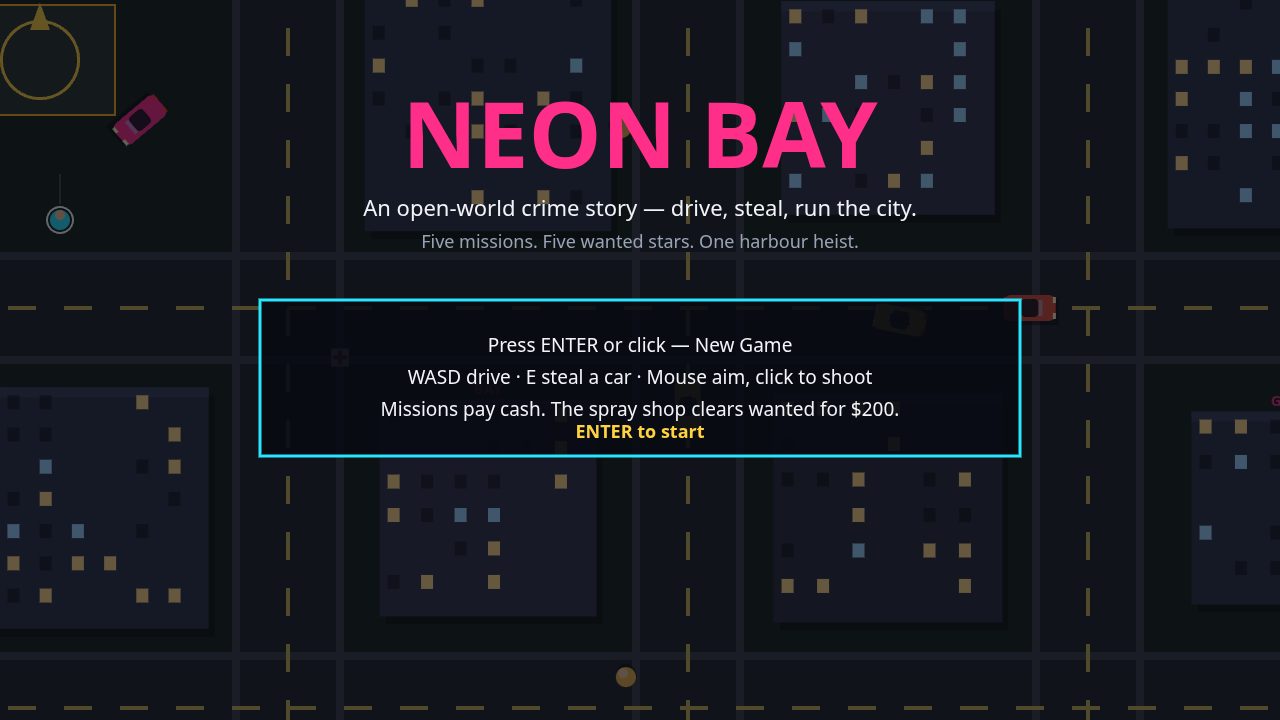 NEON BAY
An open-world crime story — drive, steal, run the city.
Five missions. Five wanted stars. One harbour heist.
Press ENTER or click — New Game
WASD drive · E steal a car · Mouse aim, click to shoot
Missions pay cash. The spray shop clears wanted for $200.
ENTER to start